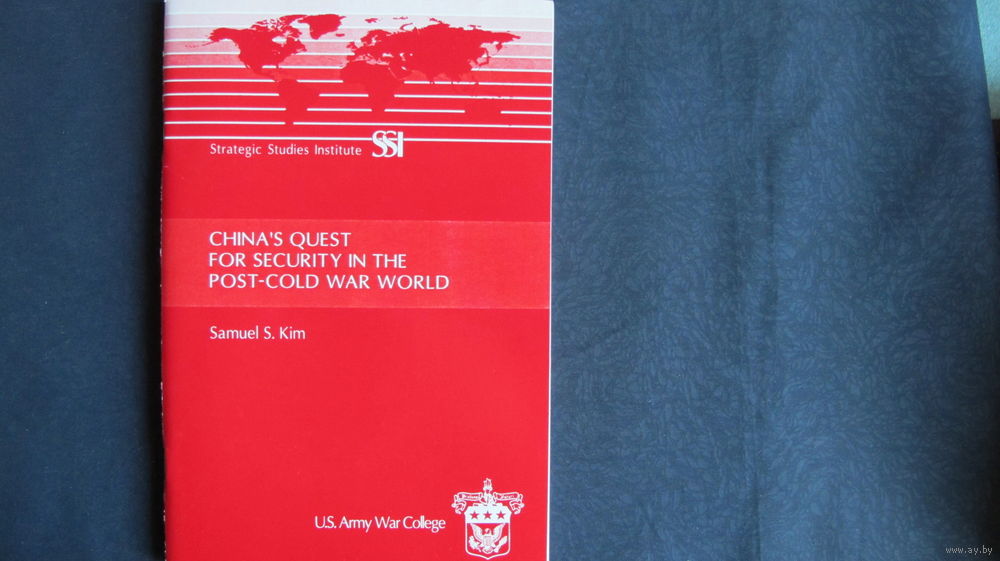 Strategic Studies Institute SSI
CHINA'S QUEST
FOR SECURITY IN THE
POST-COLD WAR WORLD
Samuel S. Kim
U.S. Army War College
www.ay.by